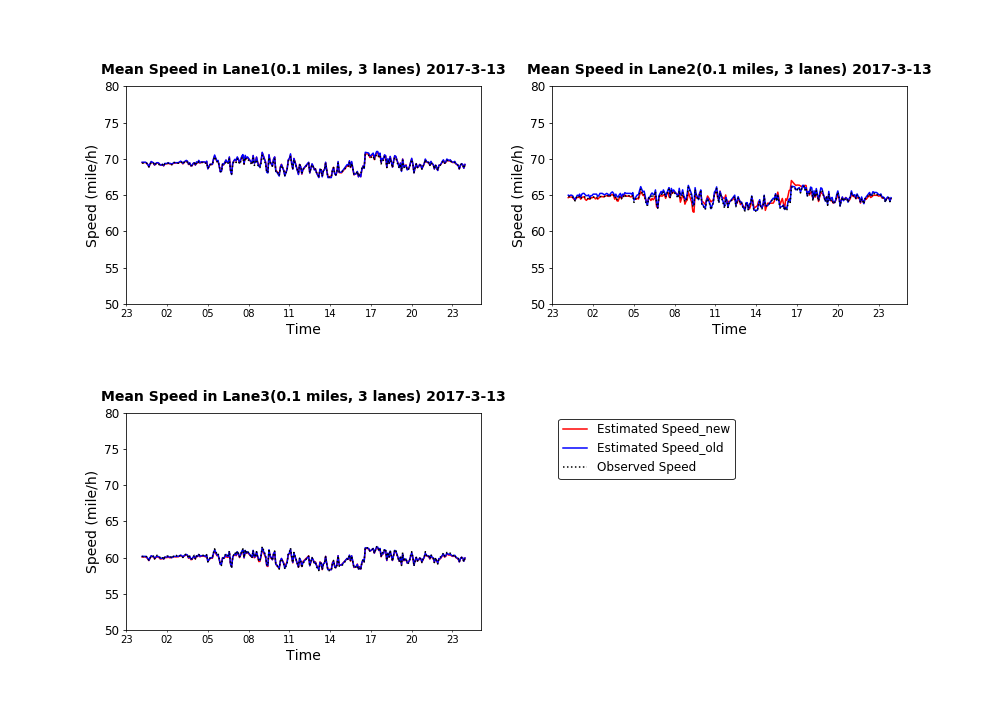 Mean Speed in Lane1(0.1 miles, 3 lanes) 2017-3-13
80
75
70
65
60
55
50
Speed (mile/h)
23 02 05 08 11 14 17 20 23
Time
Mean Speed in Lane2(0.1 miles, 3 lanes) 2017-3-13
80
75
70
65
60
55
50
Speed (mile/h)
23 02 05 08 11 14 17 20 23
Time
Mean Speed in Lane3(0.1 miles, 3 lanes) 2017-3-13
80
75
70
65
60
55
50
Speed (mile/h)
23 02 05 08 11 14 17 20 23
Time
Estimated Speed_new
Estimated Speed_old
Observed Speed